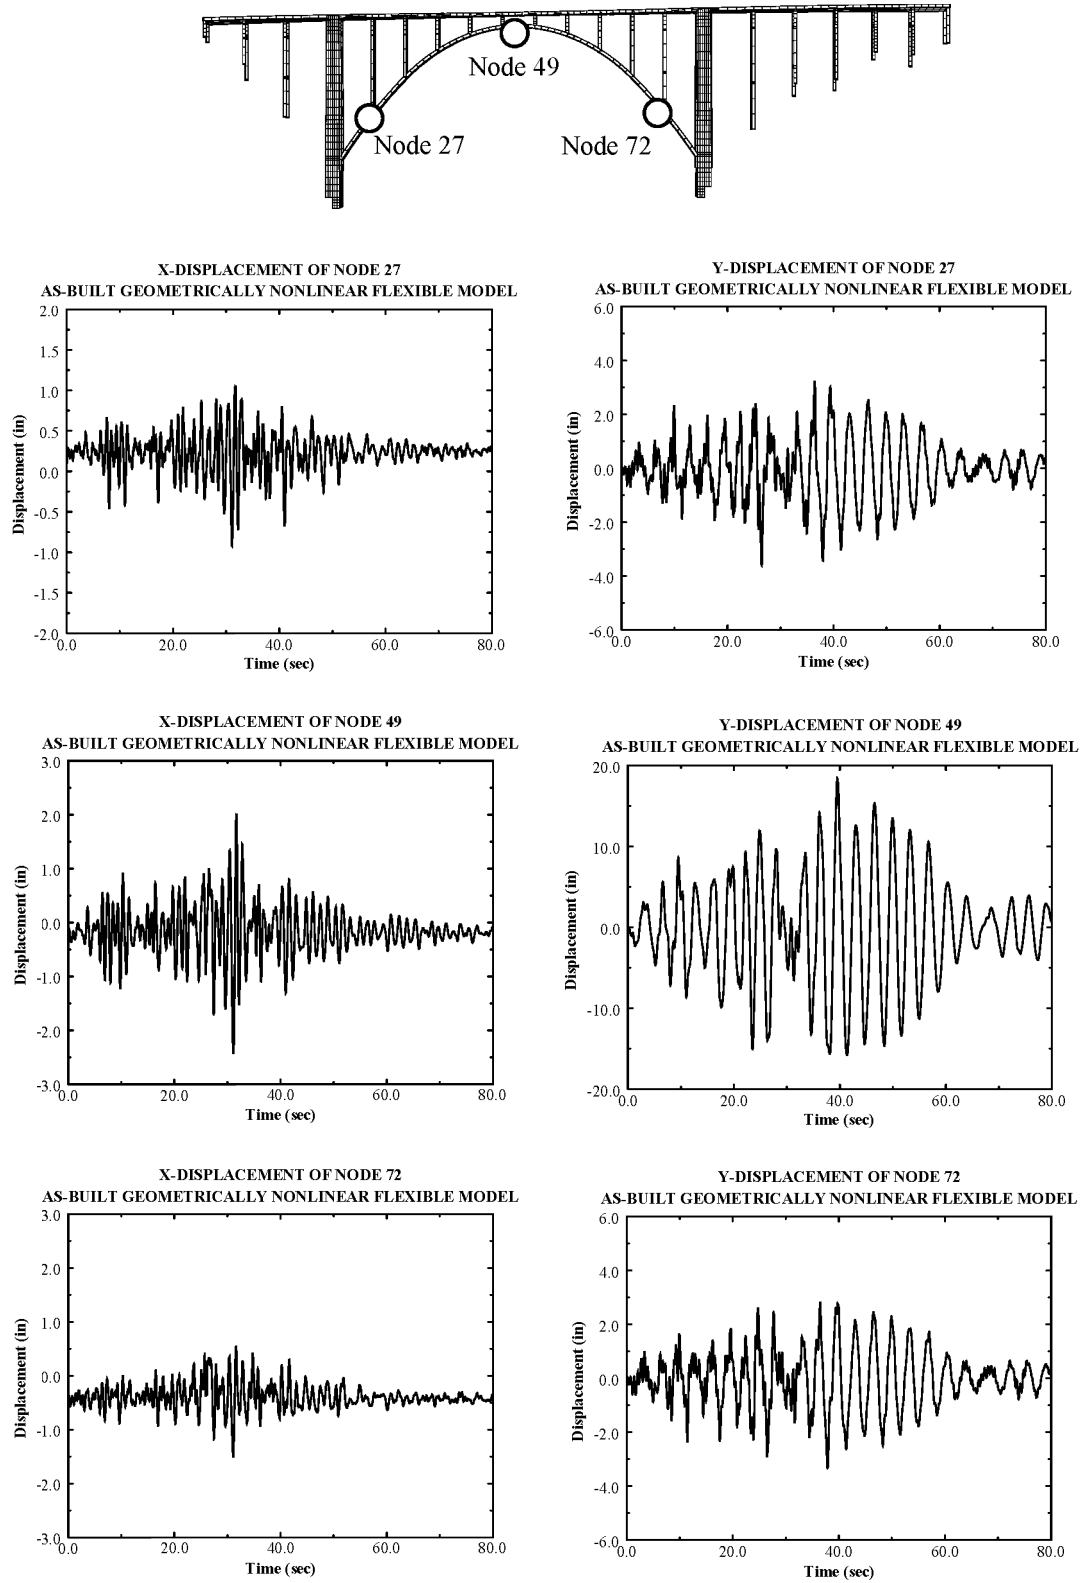 Node 49
Node 27
Node 72
X-DISPLACEMENT OF NODE 27
AS-BUILT GEOMETRICALLY NONLINEAR FLEXIBLE MODEL
2.0
1.5
1.0
0.5
0.0
-0.5
-1.0
-1.5
-2.0
Displacement (in)
0.0 20.0 40.0 60.0 80.0
Time (sec)
Y-DISPLACEMENT OF NODE 27
AS-BUILT GEOMETRICALLY NONLINEAR FLEXIBLE MODEL
6.0
4.0
2.0
0.0
-2.0
-4.0
-6.0
Displacement (in)
0.0 20.0 40.0 60.0 80.0
Time (sec)
X-DISPLACEMENT OF NODE 49
AS-BUILT GEOMETRICALLY NONLINEAR FLEXIBLE MODEL
3.0
2.0
1.0
0.0
-1.0
-2.0
-3.0
Displacement (in)
0.0 20.0 40.0 60.0 80.0
Time (sec)
Y-DISPLACEMENT OF NODE 49
AS-BUILT GEOMETRICALLY NONLINEAR FLEXIBLE MODEL
20.0
10.0
0.0
-10.0
-20.0
Displacement (in)
0.0 20.0 40.0 60.0 80.0
Time (sec)
X-DISPLACEMENT OF NODE 72
AS-BUILT GEOMETRICALLY NONLINEAR FLEXIBLE MODEL
3.0
2.0
1.0
0.0
-1.0
-2.0
-3.0
Displacement (in)
0.0 20.0 40.0 60.0 80.0
Time (sec)
Y-DISPLACEMENT OF NODE 72
AS-BUILT GEOMETRICALLY NONLINEAR FLEXIBLE MODEL
6.0
4.0
2.0
0.0
-2.0
-4.0
-6.0
Displacement (in)
0.0 20.0 40.0 60.0 80.0
Time (sec)